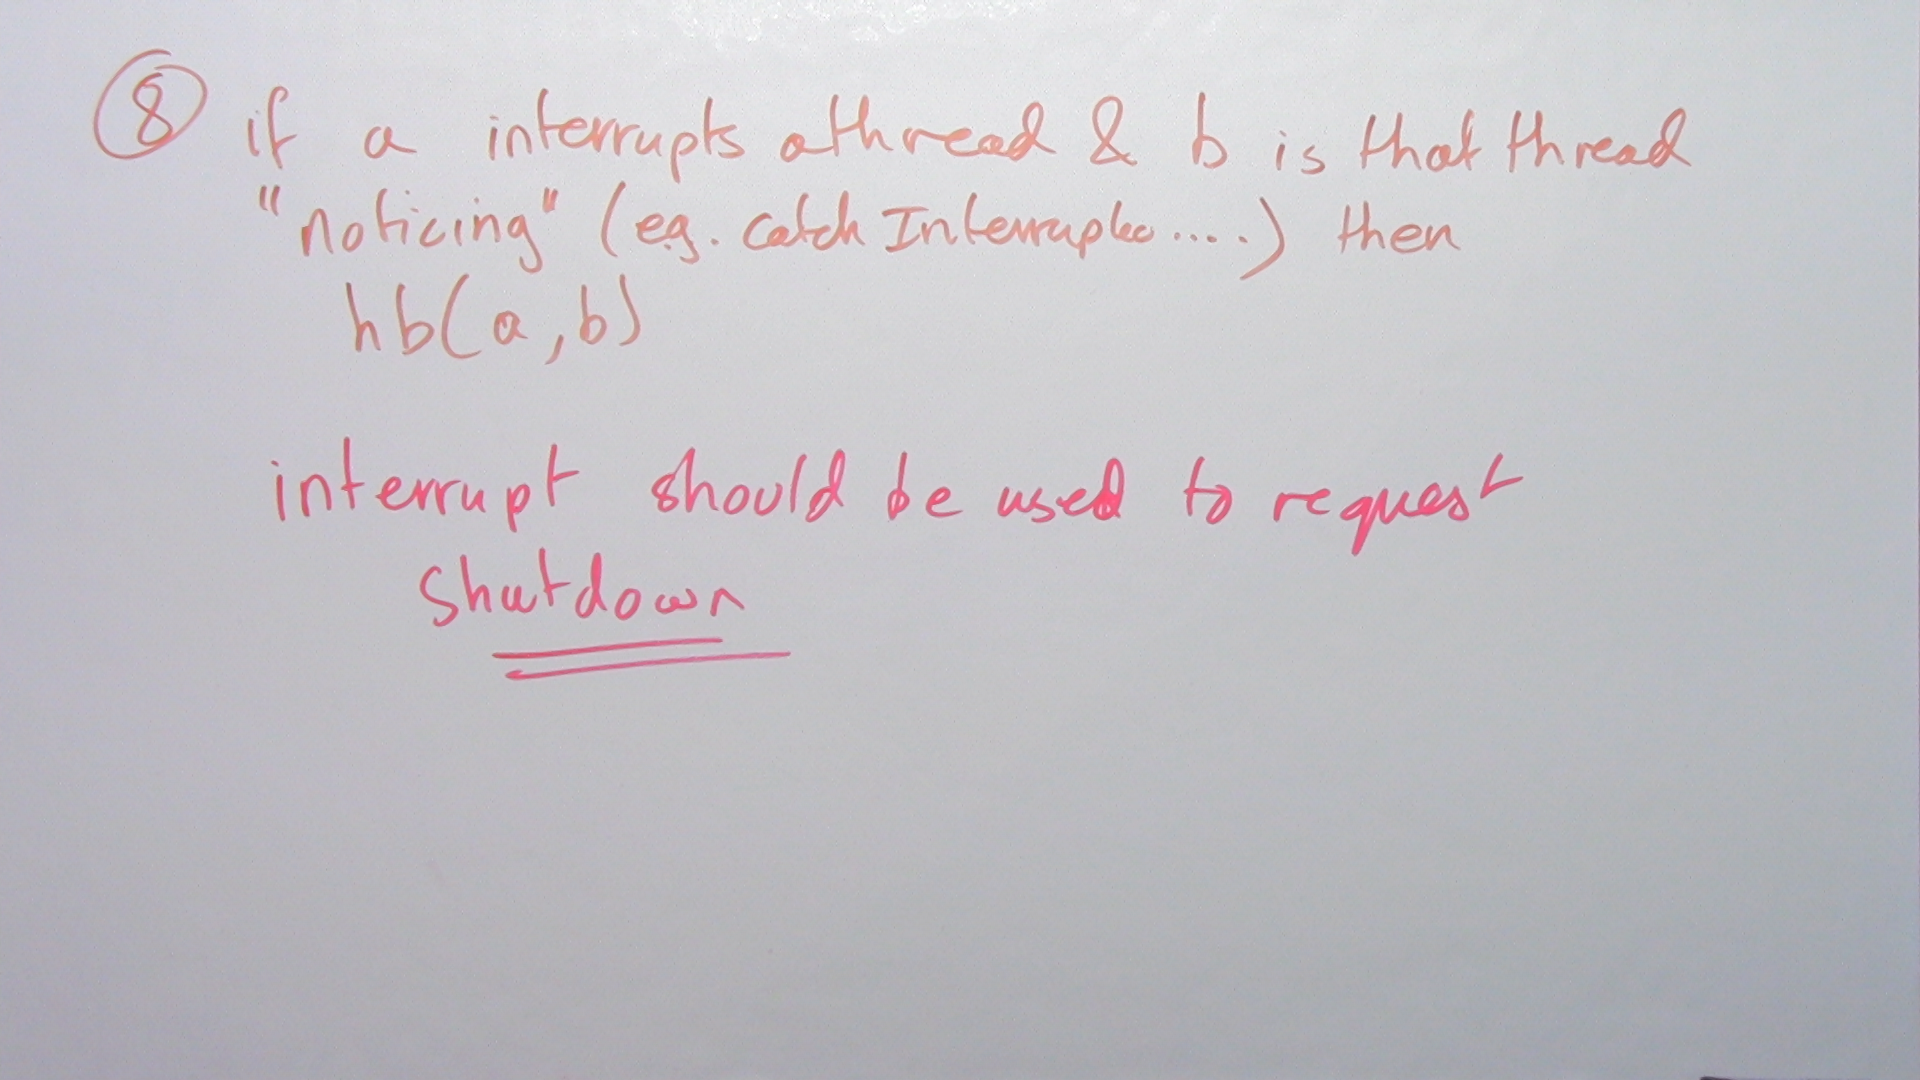 8 if a interrupts a thread & b is that thread
"noticing" (eg. catch Interrupte....) then
hb(a,b)
interrupt should be used to request
shutdown